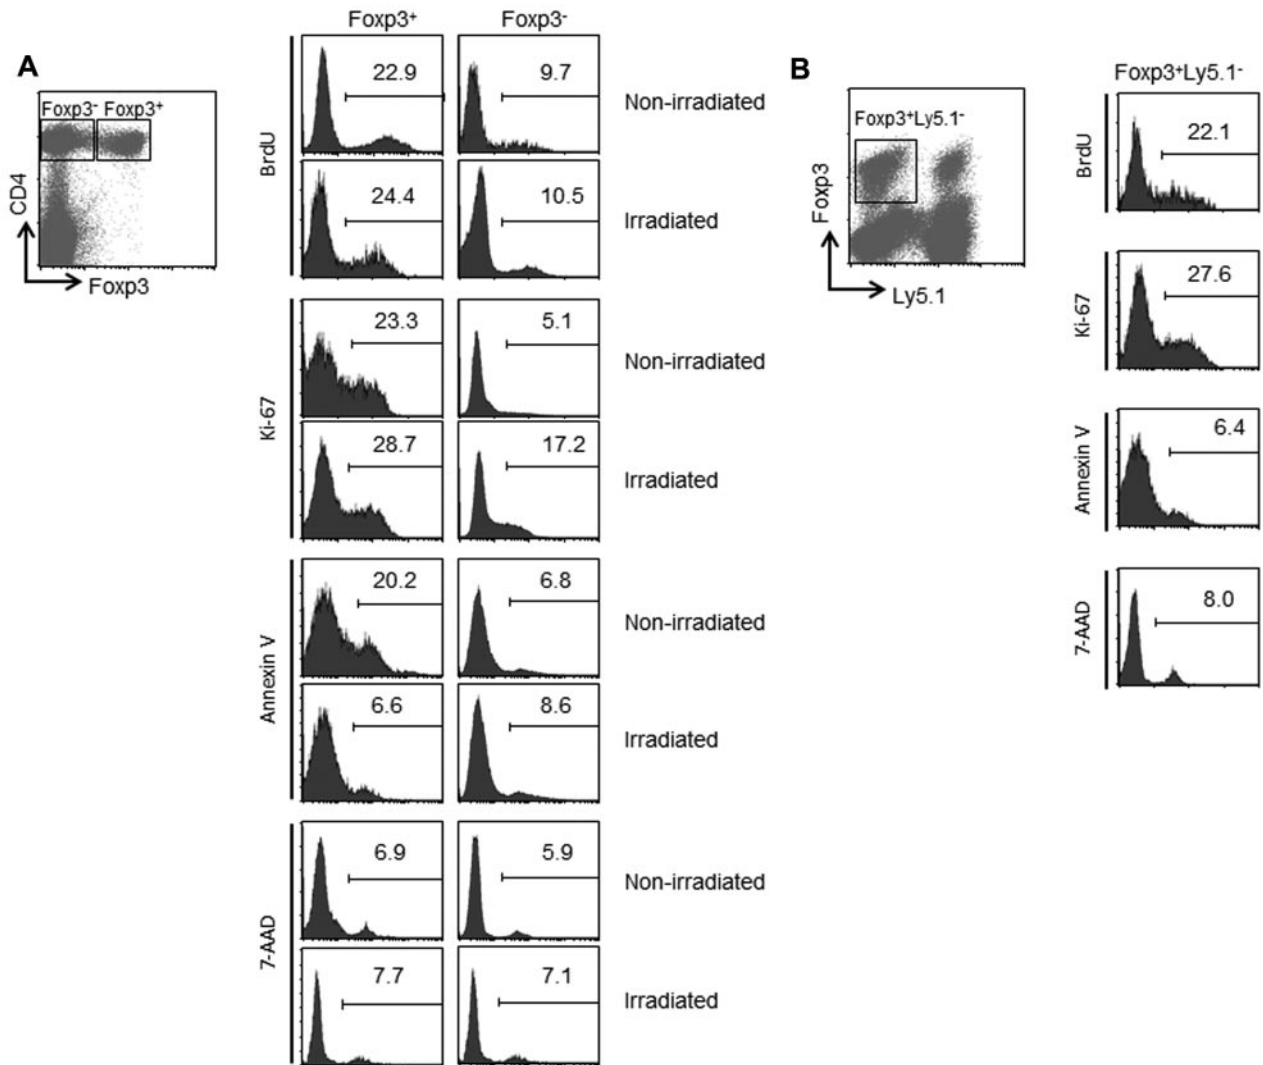 A
Foxp3⁻ Foxp3⁺
CD4
Foxp3
Foxp3⁺ Foxp3⁻
BrdU
22.9 9.7 Non-irradiated
24.4 10.5 Irradiated
Ki-67
23.3 5.1 Non-irradiated
28.7 17.2 Irradiated
Annexin V
20.2 6.8 Non-irradiated
6.6 8.6 Irradiated
7-AAD
6.9 5.9 Non-irradiated
7.7 7.1 Irradiated
B
Foxp3⁺Ly5.1⁻
Foxp3
Ly5.1
Foxp3⁺Ly5.1⁻
BrdU
22.1
Ki-67
27.6
Annexin V
6.4
7-AAD
8.0